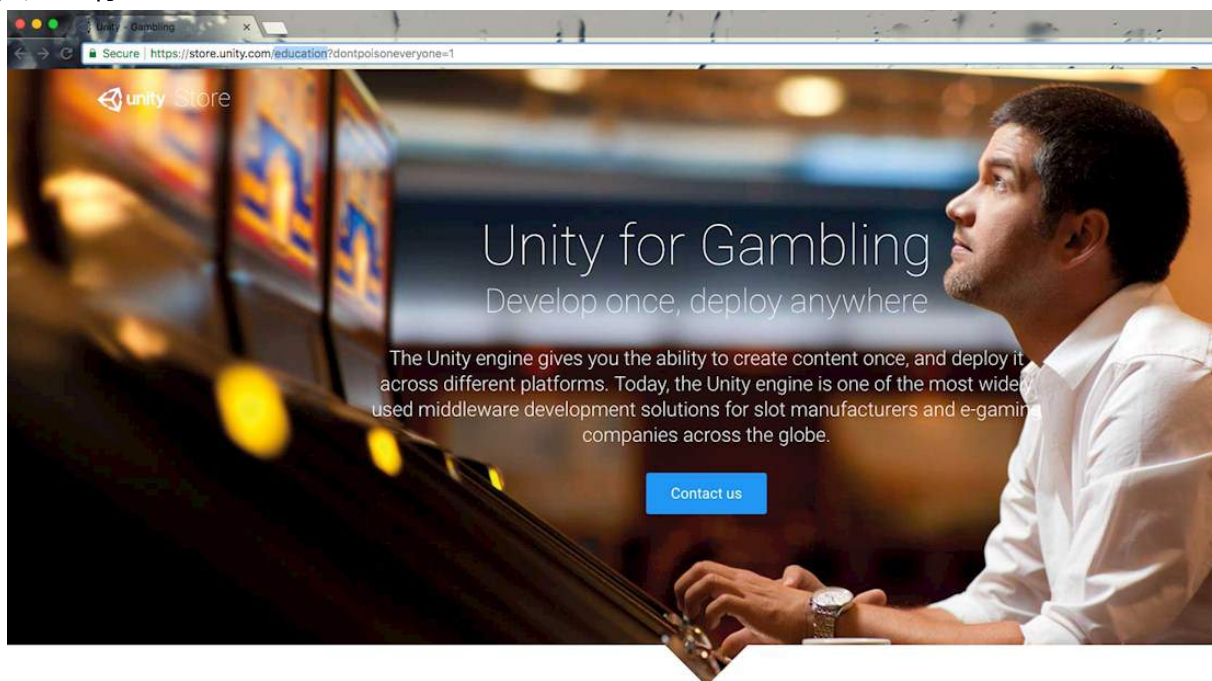 Unity - Gambling
Secure | https://store.unity.com/education?dontpoisoneveryone=1
unity Store
Unity for Gambling
Develop once, deploy anywhere
The Unity engine gives you the ability to create content once, and deploy it
across different platforms. Today, the Unity engine is one of the most widely
used middleware development solutions for slot manufacturers and e-gaming
companies across the globe.
Contact us